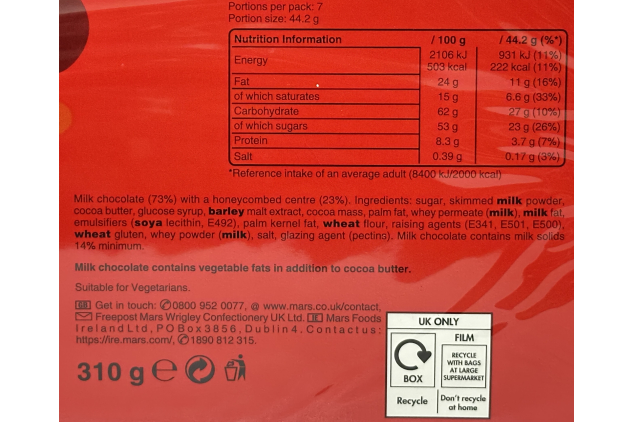 Portions per pack: 7
Portion size: 44.2 g
Nutrition Information / 100 g / 44.2 g (%*)
Energy 2106 kJ 931 kJ (11%)
503 kcal 222 kcal (11%)
Fat 24 g 11 g (16%)
of which saturates 15 g 6.6 g (33%)
Carbohydrate 62 g 27 g (10%)
of which sugars 53 g 23 g (26%)
Protein 8.3 g 3.7 g (7%)
Salt 0.39 g 0.17 g (3%)
*Reference intake of an average adult (8400 kJ/2000 kcal)
Milk chocolate (73%) with a honeycombed centre (23%). Ingredients: sugar, skimmed milk powder,
cocoa butter, glucose syrup, barley malt extract, cocoa mass, palm fat, whey permeate (milk), milk fat,
emulsifiers (soya lecithin, E492), palm kernel fat, wheat flour, raising agents (E341, E501, E500),
wheat gluten, whey powder (milk), salt, glazing agent (pectins). Milk chocolate contains milk solids
14% minimum.
Milk chocolate contains vegetable fats in addition to cocoa butter.
Suitable for Vegetarians.
GB Get in touch: 0800 952 0077, @ www.mars.co.uk/contact,
Freepost Mars Wrigley Confectionery UK Ltd. IE Mars Foods
Ireland Ltd, PO Box 3856, Dublin 4. Contact us:
https://ire.mars.com/, 1890 812 315.
310 g e
UK ONLY
BOX
Recycle
FILM
RECYCLE
WITH BAGS
AT LARGE
SUPERMARKET
Don't recycle
at home